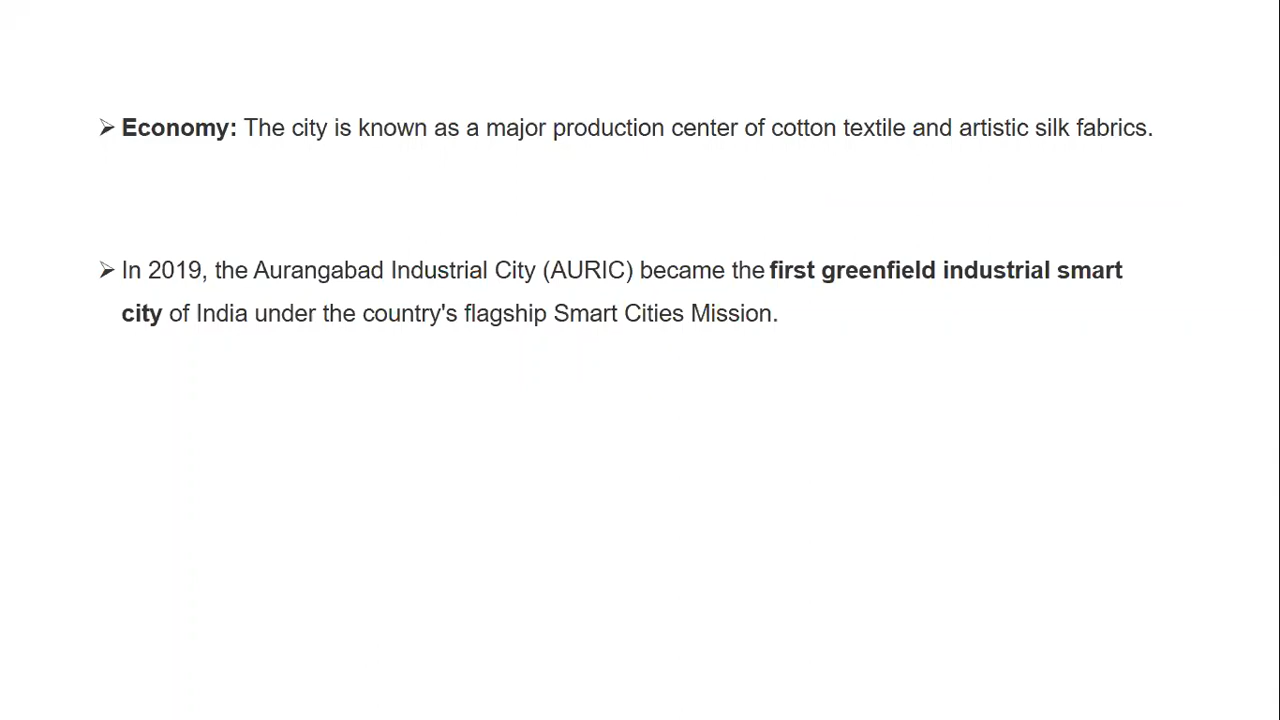 ➢ Economy: The city is known as a major production center of cotton textile and artistic silk fabrics.
➢ In 2019, the Aurangabad Industrial City (AURIC) became the first greenfield industrial smart
city of India under the country's flagship Smart Cities Mission.